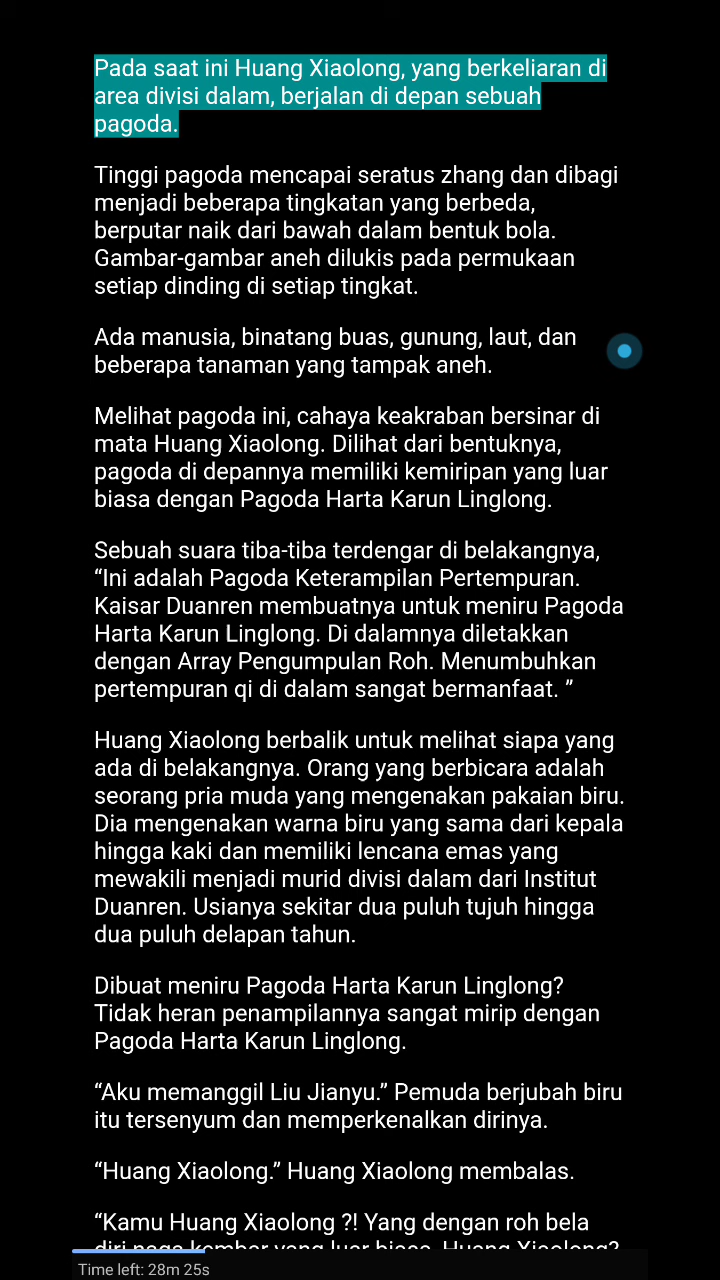 Pada saat ini Huang Xiaolong, yang berkeliaran di
area divisi dalam, berjalan di depan sebuah
pagoda.
Tinggi pagoda mencapai seratus zhang dan dibagi
menjadi beberapa tingkatan yang berbeda,
berputar naik dari bawah dalam bentuk bola.
Gambar-gambar aneh dilukis pada permukaan
setiap dinding di setiap tingkat.
Ada manusia, binatang buas, gunung, laut, dan
beberapa tanaman yang tampak aneh.
Melihat pagoda ini, cahaya keakraban bersinar di
mata Huang Xiaolong. Dilihat dari bentuknya,
pagoda di depannya memiliki kemiripan yang luar
biasa dengan Pagoda Harta Karun Linglong.
Sebuah suara tiba-tiba terdengar di belakangnya,
“Ini adalah Pagoda Keterampilan Pertempuran.
Kaisar Duanren membuatnya untuk meniru Pagoda
Harta Karun Linglong. Di dalamnya diletakkan
dengan Array Pengumpulan Roh. Menumbuhkan
pertempuran qi di dalam sangat bermanfaat. ”
Huang Xiaolong berbalik untuk melihat siapa yang
ada di belakangnya. Orang yang berbicara adalah
seorang pria muda yang mengenakan pakaian biru.
Dia mengenakan warna biru yang sama dari kepala
hingga kaki dan memiliki lencana emas yang
mewakili menjadi murid divisi dalam dari Institut
Duanren. Usianya sekitar dua puluh tujuh hingga
dua puluh delapan tahun.
Dibuat meniru Pagoda Harta Karun Linglong?
Tidak heran penampilannya sangat mirip dengan
Pagoda Harta Karun Linglong.
“Aku memanggil Liu Jianyu.” Pemuda berjubah biru
itu tersenyum dan memperkenalkan dirinya.
“Huang Xiaolong.” Huang Xiaolong membalas.
“Kamu Huang Xiaolong ?! Yang dengan roh bela
diri naga kembar yang luar biasa, Huang Xiaolong?
Time left: 28m 25s